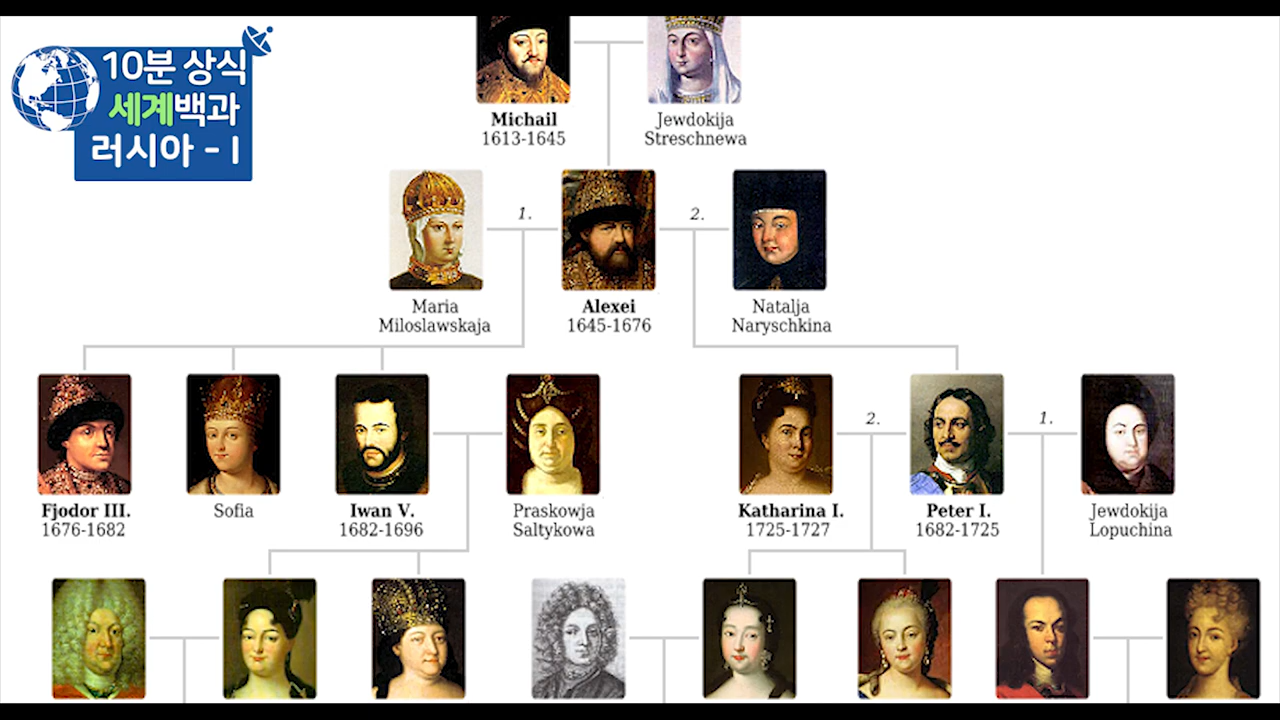 10분 상식
세계백과
러시아 - I
Michail
1613-1645
Jewdokija
Streschnewa
1.
2.
Maria
Miloslawskaja
Alexei
1645-1676
Natalja
Naryschkina
2.
1.
Fjodor III.
1676-1682
Sofia
Iwan V.
1682-1696
Praskowja
Saltykowa
Katharina I.
1725-1727
Peter I.
1682-1725
Jewdokija
Lopuchina